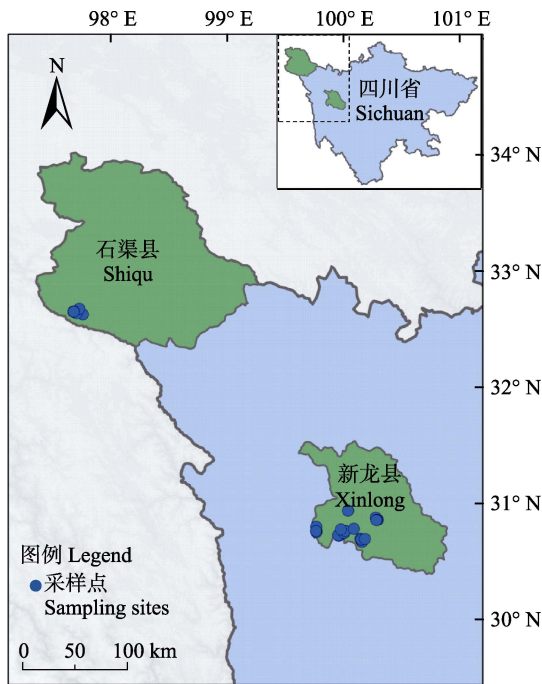 98° E 99° E 100° E 101° E
N
四川省
Sichuan
34° N
石渠县
Shiqu
33° N
32° N
新龙县
Xinlong
31° N
图例 Legend
采样点
Sampling sites
30° N
0 50 100 km